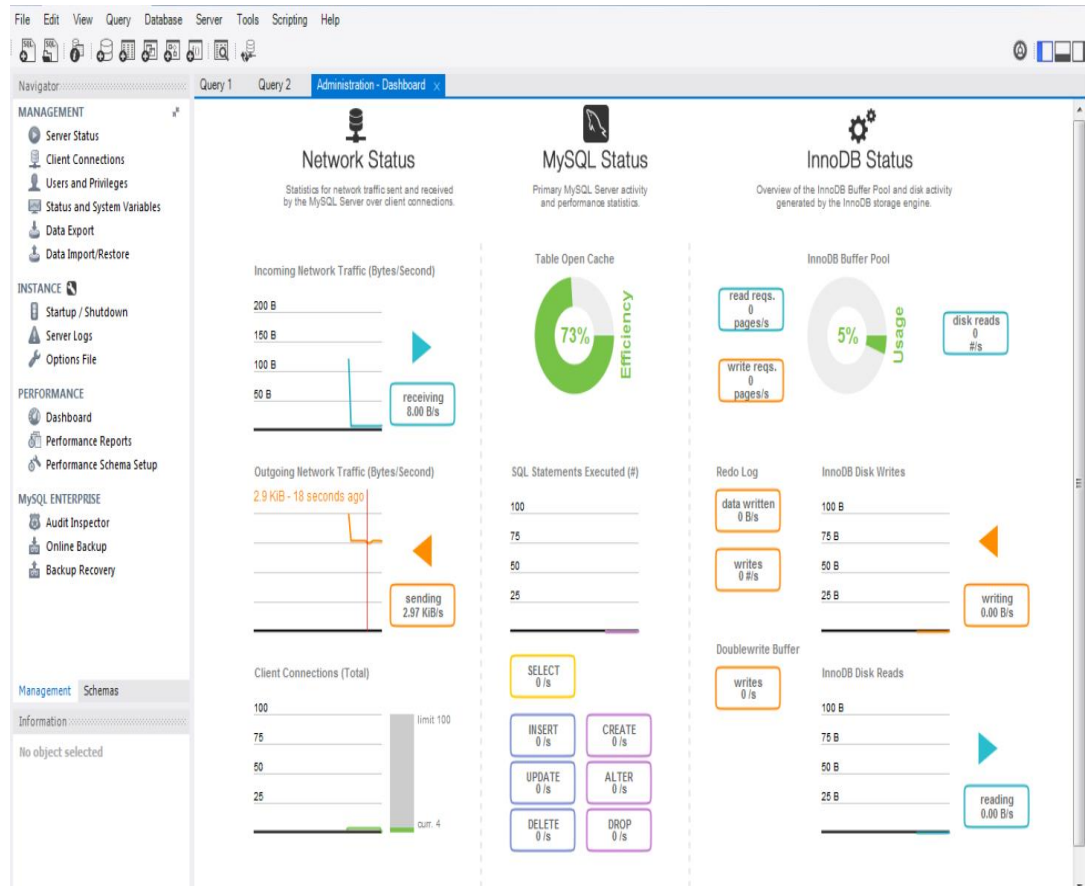 File Edit View Query Database Server Tools Scripting Help
Navigator
Query 1 Query 2 Administration - Dashboard x
MANAGEMENT
Server Status
Client Connections
Users and Privileges
Status and System Variables
Data Export
Data Import/Restore
INSTANCE
Startup / Shutdown
Server Logs
Options File
PERFORMANCE
Dashboard
Performance Reports
Performance Schema Setup
MySQL ENTERPRISE
Audit Inspector
Online Backup
Backup Recovery
Management Schemas
Information
No object selected
Network Status
Statistics for network traffic sent and received
by the MySQL Server over client connections.
Incoming Network Traffic (Bytes/Second)
200 B
150 B
100 B
50 B
receiving
8.00 B/s
Outgoing Network Traffic (Bytes/Second)
2.9 KiB - 18 seconds ago
sending
2.97 KiB/s
Client Connections (Total)
100
75
50
25
limit 100
curr. 4
MySQL Status
Primary MySQL Server activity
and performance statistics.
Table Open Cache
73%
Efficiency
SQL Statements Executed (#)
100
75
50
25
SELECT
0 /s
INSERT
0 /s
CREATE
0 /s
UPDATE
0 /s
ALTER
0 /s
DELETE
0 /s
DROP
0 /s
InnoDB Status
Overview of the InnoDB Buffer Pool and disk activity
generated by the InnoDB storage engine.
InnoDB Buffer Pool
read reqs.
0
pages/s
write reqs.
0
pages/s
5%
Usage
disk reads
0
#/s
Redo Log
data written
0 B/s
writes
0 #/s
Doublewrite Buffer
writes
0 /s
InnoDB Disk Writes
100 B
75 B
50 B
25 B
writing
0.00 B/s
InnoDB Disk Reads
100 B
75 B
50 B
25 B
reading
0.00 B/s